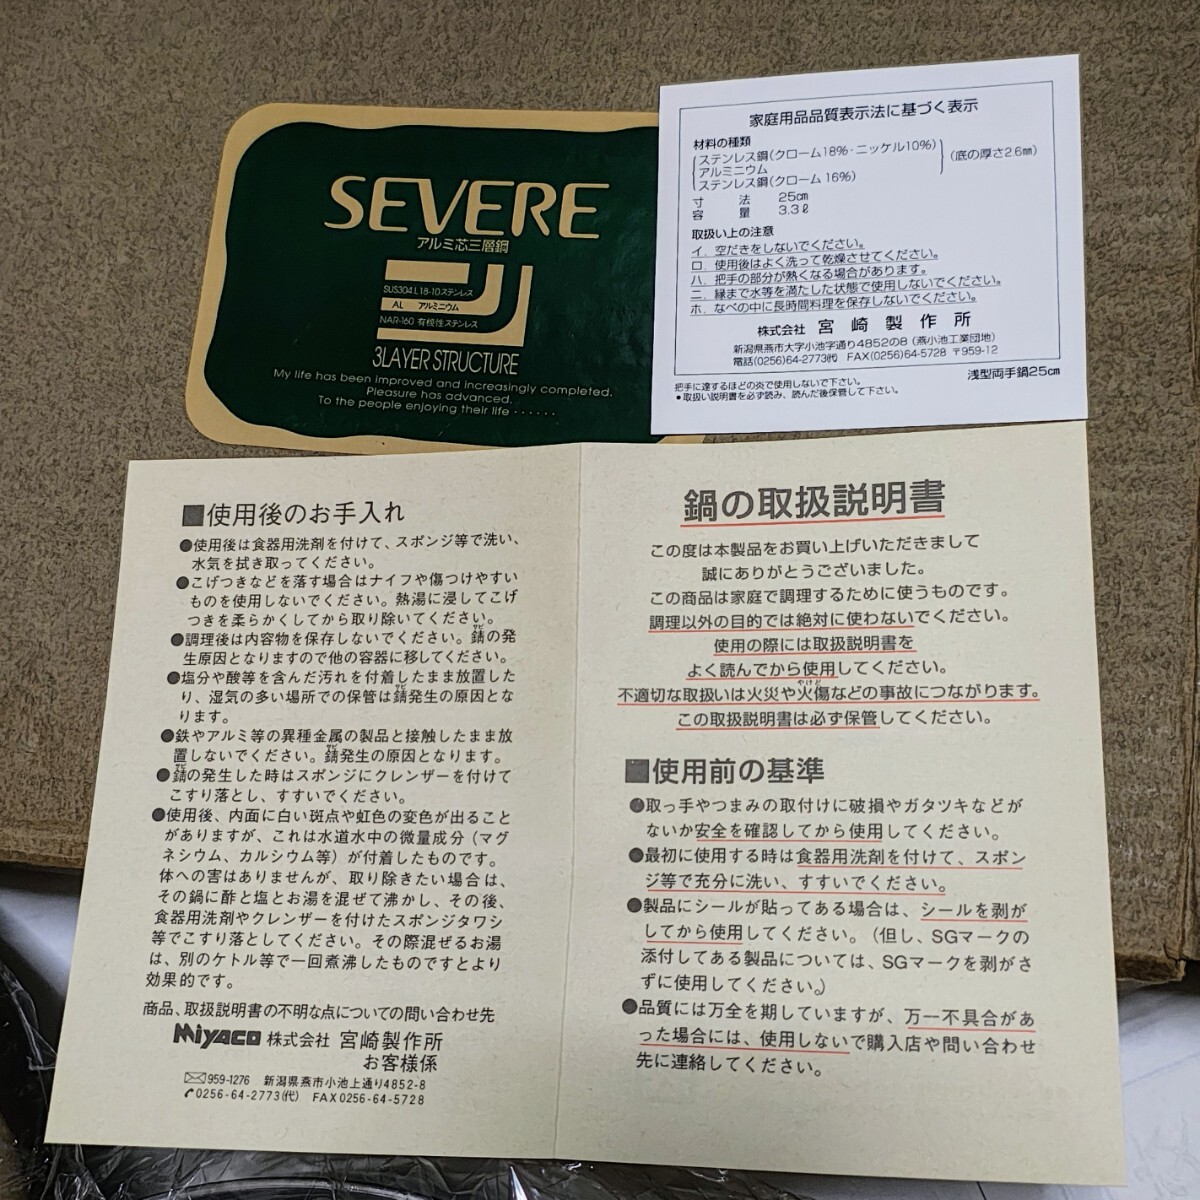 SEVERE
アルミ芯三層鋼
SUS304L18-10ステンレス
AL アルミニウム
NAR-160 有磁性ステンレス
3LAYER STRUCTURE
My life has been improved and increasingly completed.
Pleasure has advanced.
To the people enjoying their life ······
家庭用品品質表示法に基づく表示
材料の種類
ステンレス鋼(クローム18%・ニッケル10%)
アルミニウム
ステンレス鋼(クローム 16%)
(底の厚さ2.6㎜)
寸法 25㎝
容量 3.3ℓ
取扱い上の注意
イ. 空だきをしないでください。
ロ. 使用後はよく洗って乾燥させてください。
ハ. 把手の部分が熱くなる場合があります。
ニ. 縁まで水等を満たした状態で使用しないでください。
ホ. なべの中に長時間料理を保存しないでください。
株式会社 宮崎製作所
新潟県燕市大字小池字通り4852の8 (燕小池工業団地)
電話(0256)64-2773㈹ FAX(0256)64-5728 〒959-12
浅型両手鍋25㎝
把手に達するほどの炎で使用しないで下さい。
●取扱い説明書を必ず読み、読んだ後保管して下さい。
■使用後のお手入れ
●使用後は食器用洗剤を付けて、スポンジ等で洗い、
水気を拭き取ってください。
●こげつきなどを落す場合はナイフや傷つけやすい
ものを使用しないでください。熱湯に浸してこげ
つきを柔らかくしてから取り除いてください。
●調理後は内容物を保存しないでください。錆の発
生原因となりますので他の容器に移してください。
●塩分や酸等を含んだ汚れを付着したまま放置した
り、湿気の多い場所での保管は錆発生の原因とな
ります。
●鉄やアルミ等の異種金属の製品と接触したまま放
置しないでください。錆発生の原因となります。
●錆の発生した時はスポンジにクレンザーを付けて
こすり落とし、すすいでください。
●使用後、内面に白い斑点や虹色の変色が出ること
がありますが、これは水道水中の微量成分（マグ
ネシウム、カルシウム等）が付着したものです。
体への害はありませんが、取り除きたい場合は、
その鍋に酢と塩とお湯を混ぜて沸かし、その後、
食器用洗剤やクレンザーを付けたスポンジタワシ
等でこすり落としてください。その際混ぜるお湯
は、別のケトル等で一回煮沸したものですとより
効果的です。
商品、取扱説明書の不明な点についての問い合わせ先
Miyaco 株式会社 宮崎製作所
お客様係
959-1276 新潟県燕市小池上通り4852-8
0256-64-2773(代) FAX0256-64-5728
鍋の取扱説明書
この度は本製品をお買い上げいただきまして
誠にありがとうございました。
この商品は家庭で調理するために使うものです。
調理以外の目的では絶対に使わないでください。
使用の際には取扱説明書を
よく読んでから使用してください。
不適切な取扱いは火災や火傷などの事故につながります。
この取扱説明書は必ず保管してください。
■使用前の基準
●取っ手やつまみの取付けに破損やガタツキなどが
ないか安全を確認してから使用してください。
●最初に使用する時は食器用洗剤を付けて、スポン
ジ等で充分に洗い、すすいでください。
●製品にシールが貼ってある場合は、シールを剥が
してから使用してください。（但し、SGマークの
添付してある製品については、SGマークを剥がさ
ずに使用してください。）
●品質には万全を期していますが、万一不具合があ
った場合には、使用しないで購入店や問い合わせ
先に連絡してください。